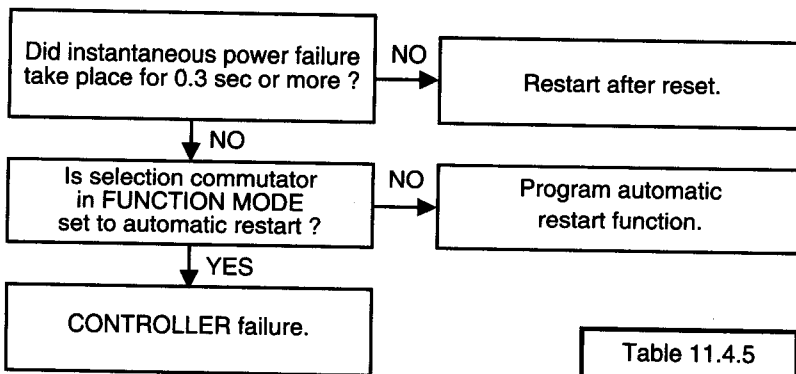 Did instantaneous power failure
take place for 0.3 sec or more ?
NO
Restart after reset.
NO
Is selection commutator
in FUNCTION MODE
set to automatic restart ?
NO
Program automatic
restart function.
YES
CONTROLLER failure.
Table 11.4.5